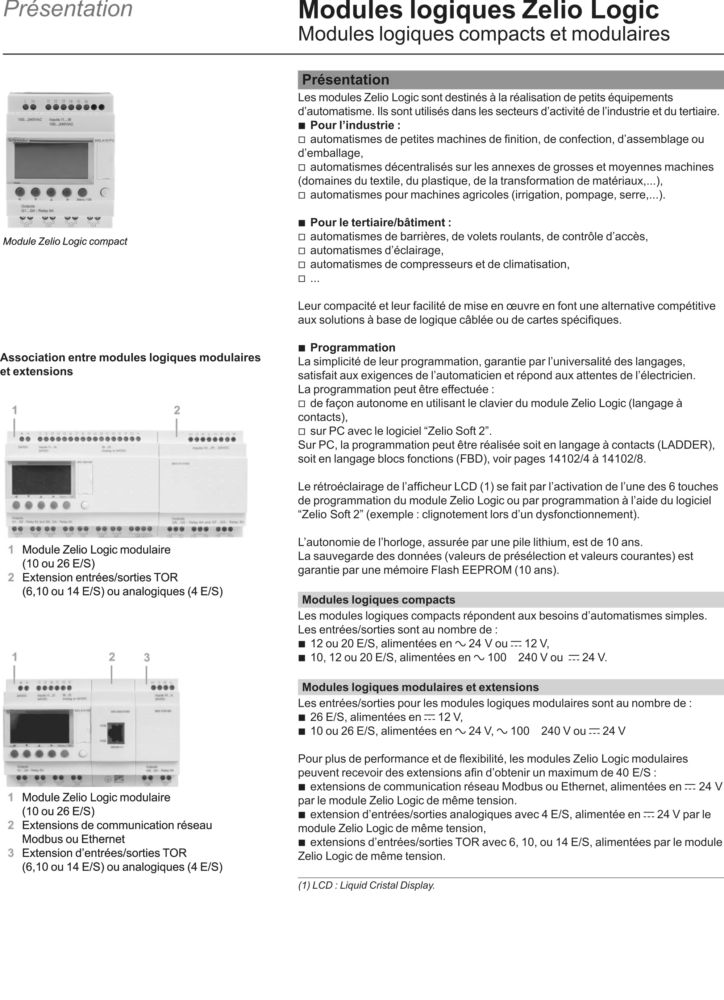 Présentation
Modules logiques Zelio Logic
Modules logiques compacts et modulaires
L N I1 I2 I3 I4 I5 I6
100...240VAC Inputs I1...I6
100...240VAC
Schneider
SR2 A101FU
Menu / Ok
Outputs
Q1...Q4 : Relay 8A
1 2 1 2 1 2 1 2
Q1 Q2 Q3 Q4
Module Zelio Logic compact
Association entre modules logiques modulaires
et extensions
1 2
24VDC
Inputs IH...IR : 24VDC
Outputs
1 Module Zelio Logic modulaire
(10 ou 26 E/S)
2 Extension entrées/sorties TOR
(6,10 ou 14 E/S) ou analogiques (4 E/S)
1 2 3
24VDC
Outputs
1 Module Zelio Logic modulaire
(10 ou 26 E/S)
2 Extensions de communication réseau
Modbus ou Ethernet
3 Extension d’entrées/sorties TOR
(6,10 ou 14 E/S) ou analogiques (4 E/S)
Présentation
Les modules Zelio Logic sont destinés à la réalisation de petits équipements
d’automatisme. Ils sont utilisés dans les secteurs d’activité de l’industrie et du tertiaire.
■ Pour l’industrie :
□ automatismes de petites machines de finition, de confection, d’assemblage ou
d’emballage,
□ automatismes décentralisés sur les annexes de grosses et moyennes machines
(domaines du textile, du plastique, de la transformation de matériaux,...),
□ automatismes pour machines agricoles (irrigation, pompage, serre,...).
■ Pour le tertiaire/bâtiment :
□ automatismes de barrières, de volets roulants, de contrôle d’accès,
□ automatismes d’éclairage,
□ automatismes de compresseurs et de climatisation,
□ ...
Leur compacité et leur facilité de mise en œuvre en font une alternative compétitive
aux solutions à base de logique câblée ou de cartes spécifiques.
■ Programmation
La simplicité de leur programmation, garantie par l’universalité des langages,
satisfait aux exigences de l’automaticien et répond aux attentes de l’électricien.
La programmation peut être effectuée :
□ de façon autonome en utilisant le clavier du module Zelio Logic (langage à
contacts),
□ sur PC avec le logiciel “Zelio Soft 2”.
Sur PC, la programmation peut être réalisée soit en langage à contacts (LADDER),
soit en langage blocs fonctions (FBD), voir pages 14102/4 à 14102/8.
Le rétroéclairage de l’afficheur LCD (1) se fait par l’activation de l’une des 6 touches
de programmation du module Zelio Logic ou par programmation à l’aide du logiciel
“Zelio Soft 2” (exemple : clignotement lors d’un dysfonctionnement).
L’autonomie de l’horloge, assurée par une pile lithium, est de 10 ans.
La sauvegarde des données (valeurs de présélection et valeurs courantes) est
garantie par une mémoire Flash EEPROM (10 ans).
Modules logiques compacts
Les modules logiques compacts répondent aux besoins d’automatismes simples.
Les entrées/sorties sont au nombre de :
■ 12 ou 20 E/S, alimentées en ∼ 24 V ou ⎓ 12 V,
■ 10, 12 ou 20 E/S, alimentées en ∼ 100 240 V ou ⎓ 24 V.
Modules logiques modulaires et extensions
Les entrées/sorties pour les modules logiques modulaires sont au nombre de :
■ 26 E/S, alimentées en ⎓ 12 V,
■ 10 ou 26 E/S, alimentées en ∼ 24 V, ∼ 100 240 V ou ⎓ 24 V
Pour plus de performance et de flexibilité, les modules Zelio Logic modulaires
peuvent recevoir des extensions afin d’obtenir un maximum de 40 E/S :
■ extensions de communication réseau Modbus ou Ethernet, alimentées en ⎓ 24 V
par le module Zelio Logic de même tension.
■ extension d’entrées/sorties analogiques avec 4 E/S, alimentée en ⎓ 24 V par le
module Zelio Logic de même tension,
■ extensions d’entrées/sorties TOR avec 6, 10, ou 14 E/S, alimentées par le module
Zelio Logic de même tension.
(1) LCD : Liquid Cristal Display.